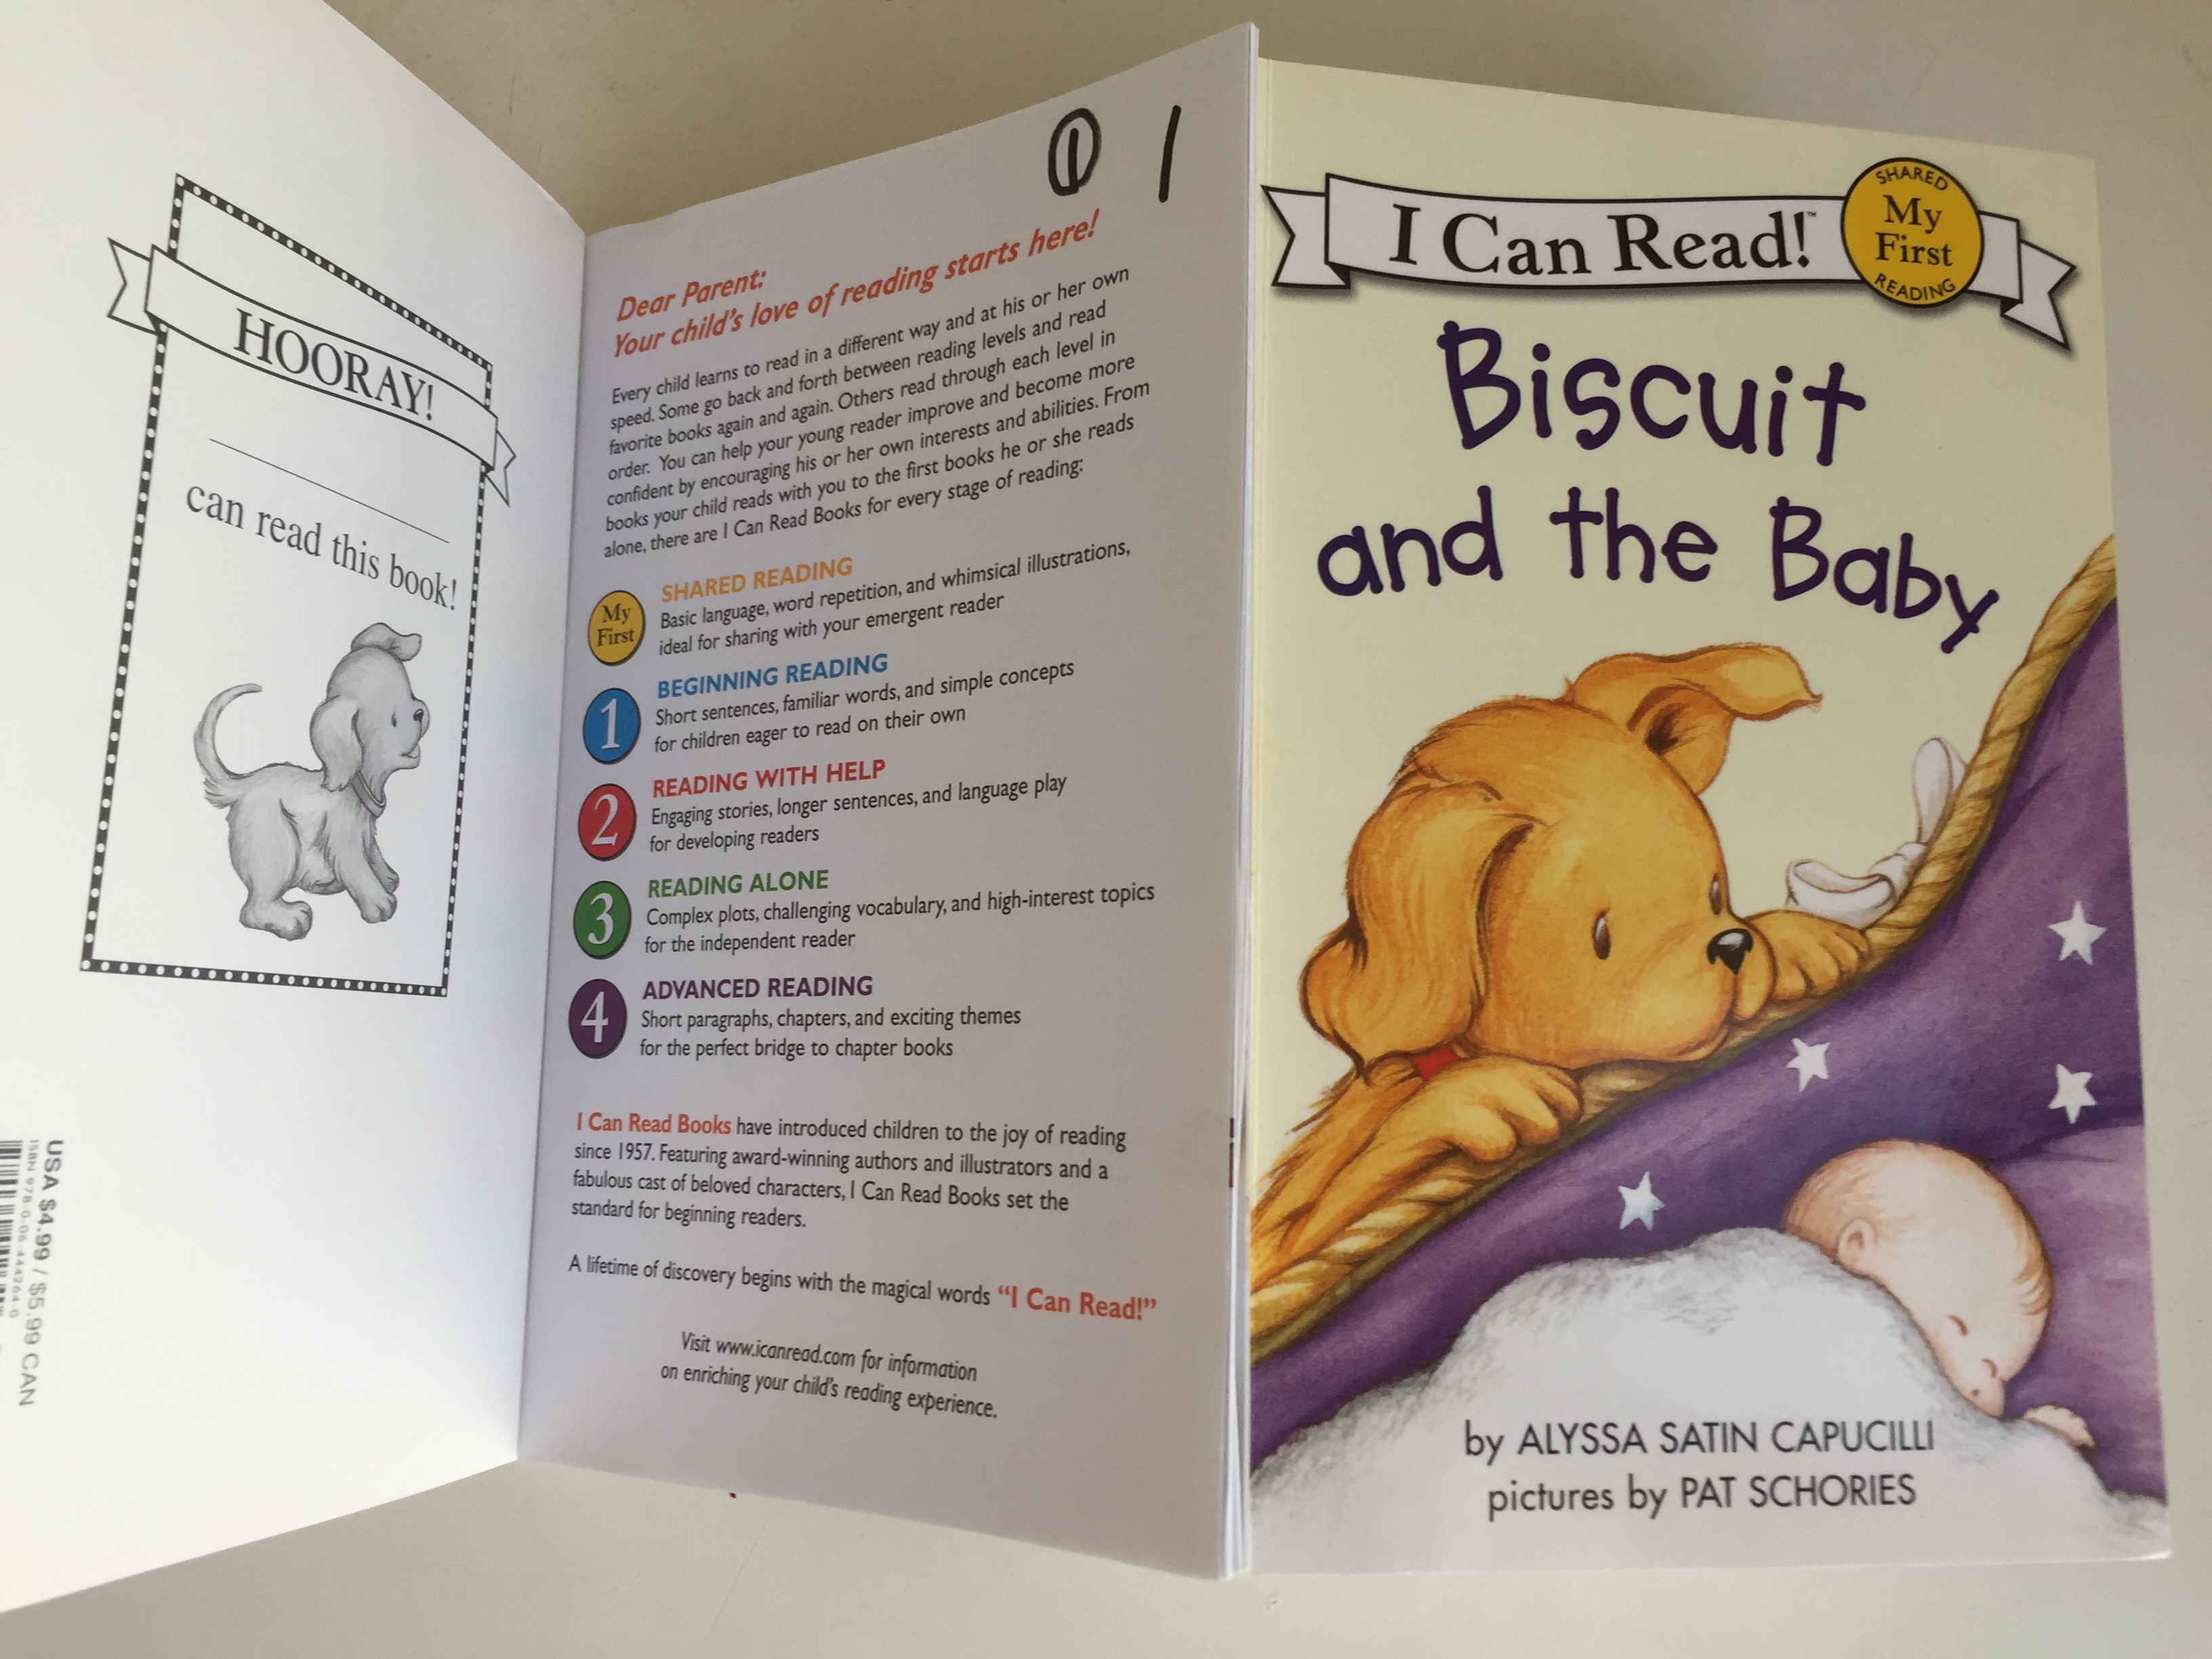 HOORAY!
can read this book!
USA $4.99 / $5.99 CAN
ISBN 978-0-06-444264-0
① 1
Dear Parent:
Your child's love of reading starts here!
Every child learns to read in a different way and at his or her own
speed. Some go back and forth between reading levels and read
favorite books again and again. Others read through each level in
order. You can help your young reader improve and become more
confident by encouraging his or her own interests and abilities. From
books your child reads with you to the first books he or she reads
alone, there are I Can Read Books for every stage of reading:
My
First
SHARED READING
Basic language, word repetition, and whimsical illustrations,
ideal for sharing with your emergent reader
1
BEGINNING READING
Short sentences, familiar words, and simple concepts
for children eager to read on their own
2
READING WITH HELP
Engaging stories, longer sentences, and language play
for developing readers
3
READING ALONE
Complex plots, challenging vocabulary, and high-interest topics
for the independent reader
4
ADVANCED READING
Short paragraphs, chapters, and exciting themes
for the perfect bridge to chapter books
I Can Read Books have introduced children to the joy of reading
since 1957. Featuring award-winning authors and illustrators and a
fabulous cast of beloved characters, I Can Read Books set the
standard for beginning readers.
A lifetime of discovery begins with the magical words “I Can Read!”
Visit www.icanread.com for information
on enriching your child's reading experience.
I Can Read!™
SHARED
My
First
READING
Biscuit
and the Baby
by ALYSSA SATIN CAPUCILLI
pictures by PAT SCHORIES